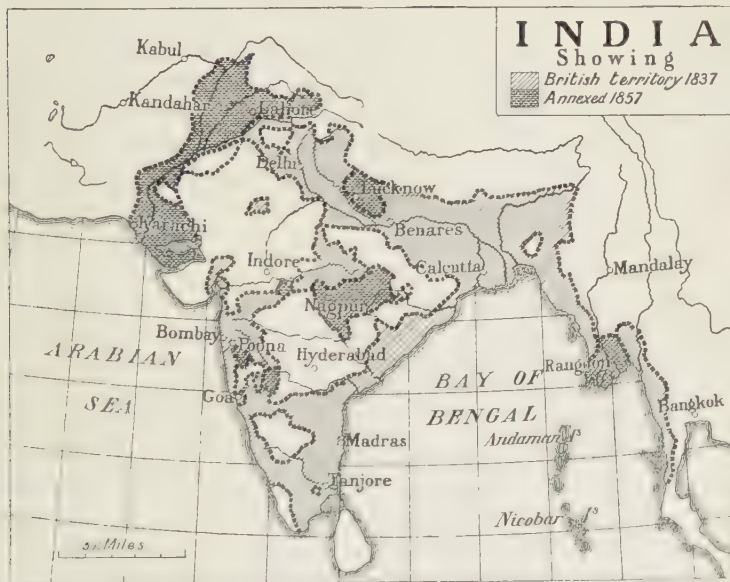 INDIA
Showing
British territory 1837
Annexed 1857
Kabul
Kandahar
Lahore
Delhi
Lucknow
Karachi
Benares
Indore
Calcutta
Mandalay
Nagpur
Bombay
Poona
Hyderabad
Rangoon
ARABIAN
SEA
Goa
BAY OF
BENGAL
Bangkok
Madras
Andaman Is
Tanjore
Nicobar Is
Miles